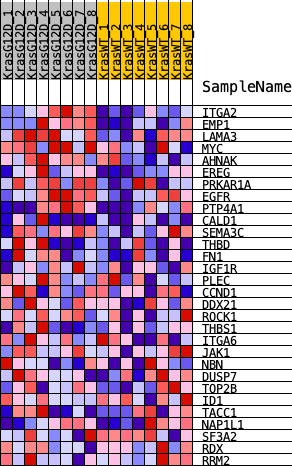 KrasG12D_1
KrasG12D_2
KrasG12D_3
KrasG12D_4
KrasG12D_5
KrasG12D_6
KrasG12D_7
KrasG12D_8
KrasWT_1
KrasWT_2
KrasWT_3
KrasWT_4
KrasWT_5
KrasWT_6
KrasWT_7
KrasWT_8
SampleName
ITGA2
EMP1
LAMA3
MYC
AHNAK
EREG
PRKAR1A
EGFR
PTP4A1
CALD1
SEMA3C
THBD
FN1
IGF1R
PLEC
CCND1
DDX21
ROCK1
THBS1
ITGA6
JAK1
NBN
DUSP7
TOP2B
ID1
TACC1
NAP1L1
SF3A2
RDX
RRM2